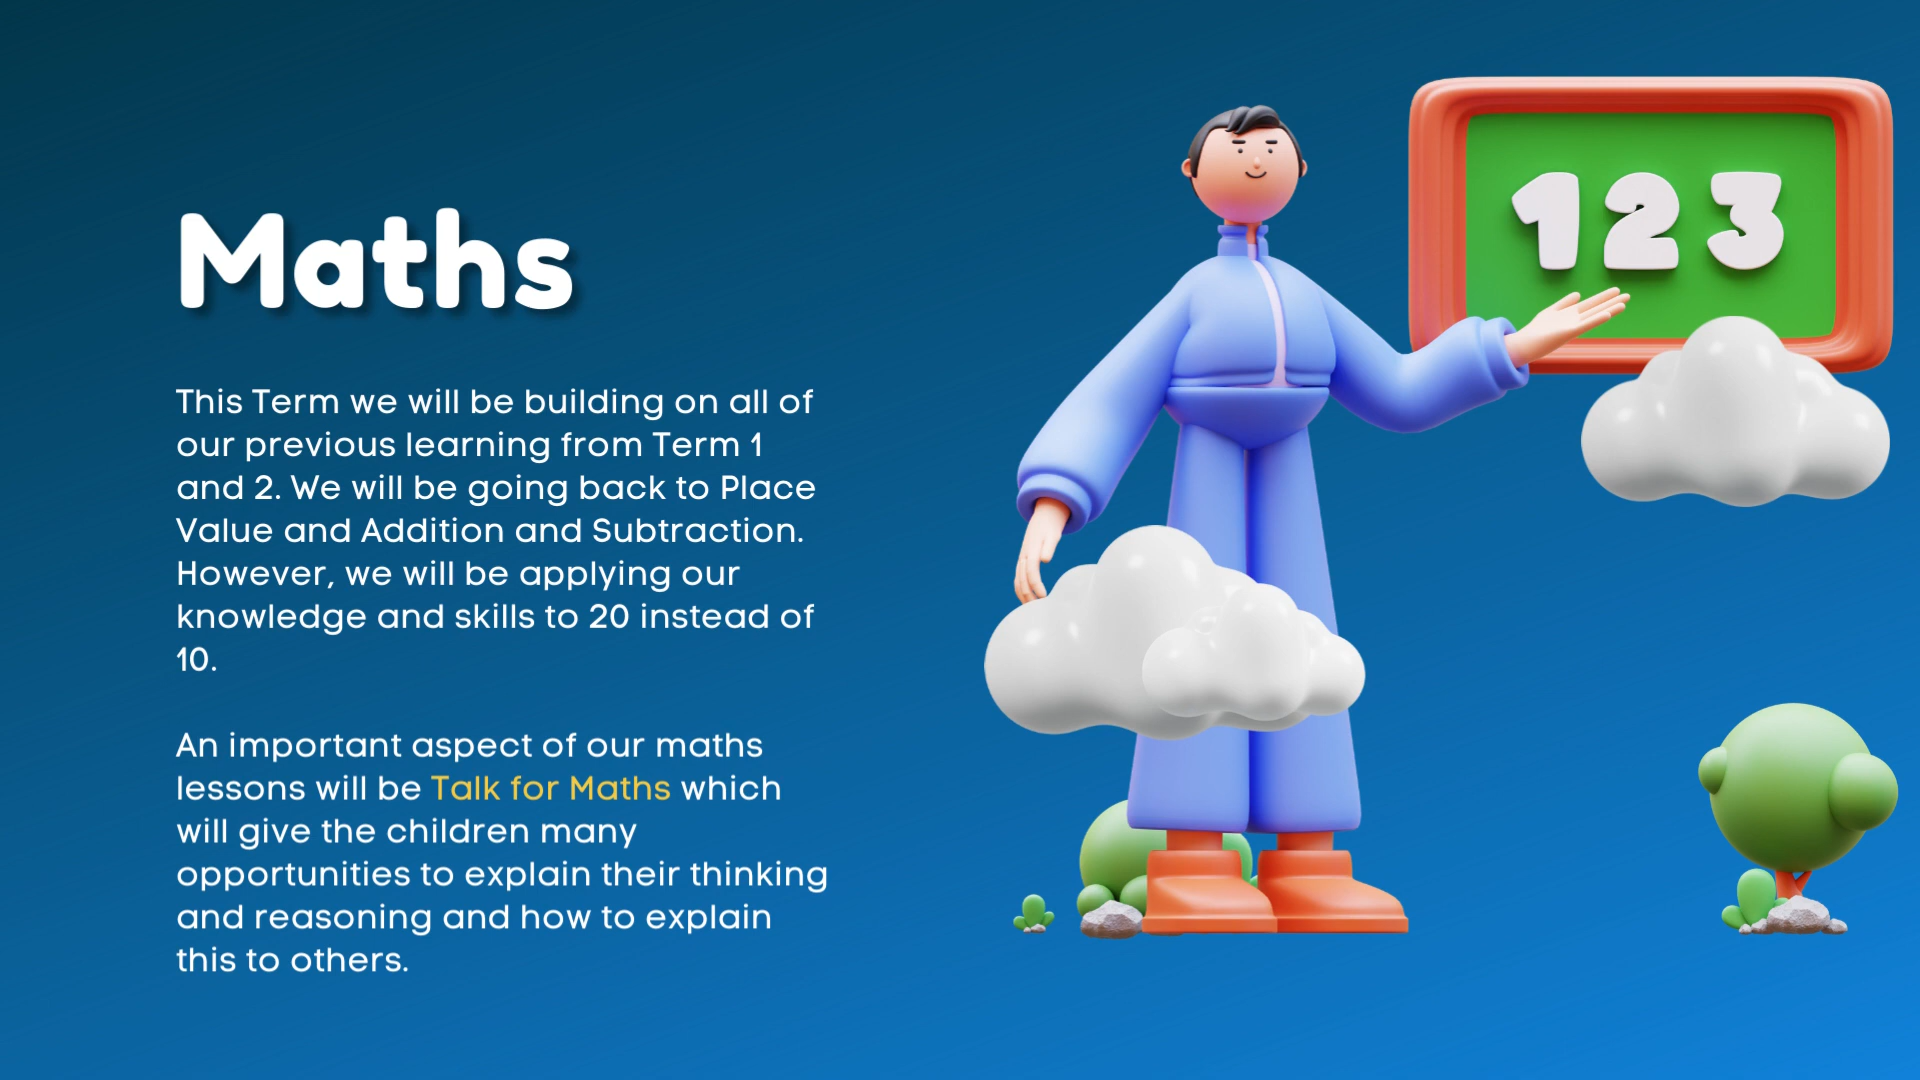 Maths
This Term we will be building on all of
our previous learning from Term 1
and 2. We will be going back to Place
Value and Addition and Subtraction.
However, we will be applying our
knowledge and skills to 20 instead of
10.
An important aspect of our maths
lessons will be Talk for Maths which
will give the children many
opportunities to explain their thinking
and reasoning and how to explain
this to others.
1 2 3